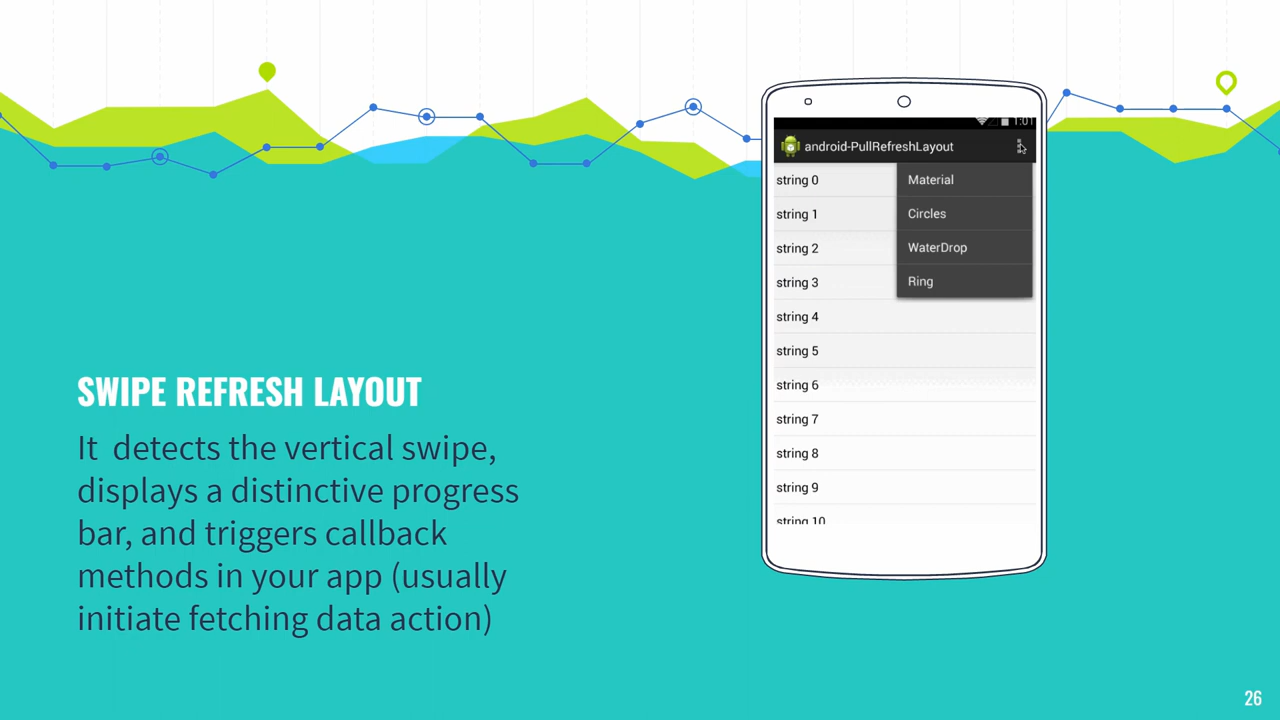 1:01
android-PullRefreshLayout
string 0
Material
string 1
Circles
string 2
WaterDrop
string 3
Ring
string 4
string 5
string 6
string 7
string 8
string 9
string 10
SWIPE REFRESH LAYOUT
It detects the vertical swipe,
displays a distinctive progress
bar, and triggers callback
methods in your app (usually
initiate fetching data action)
26